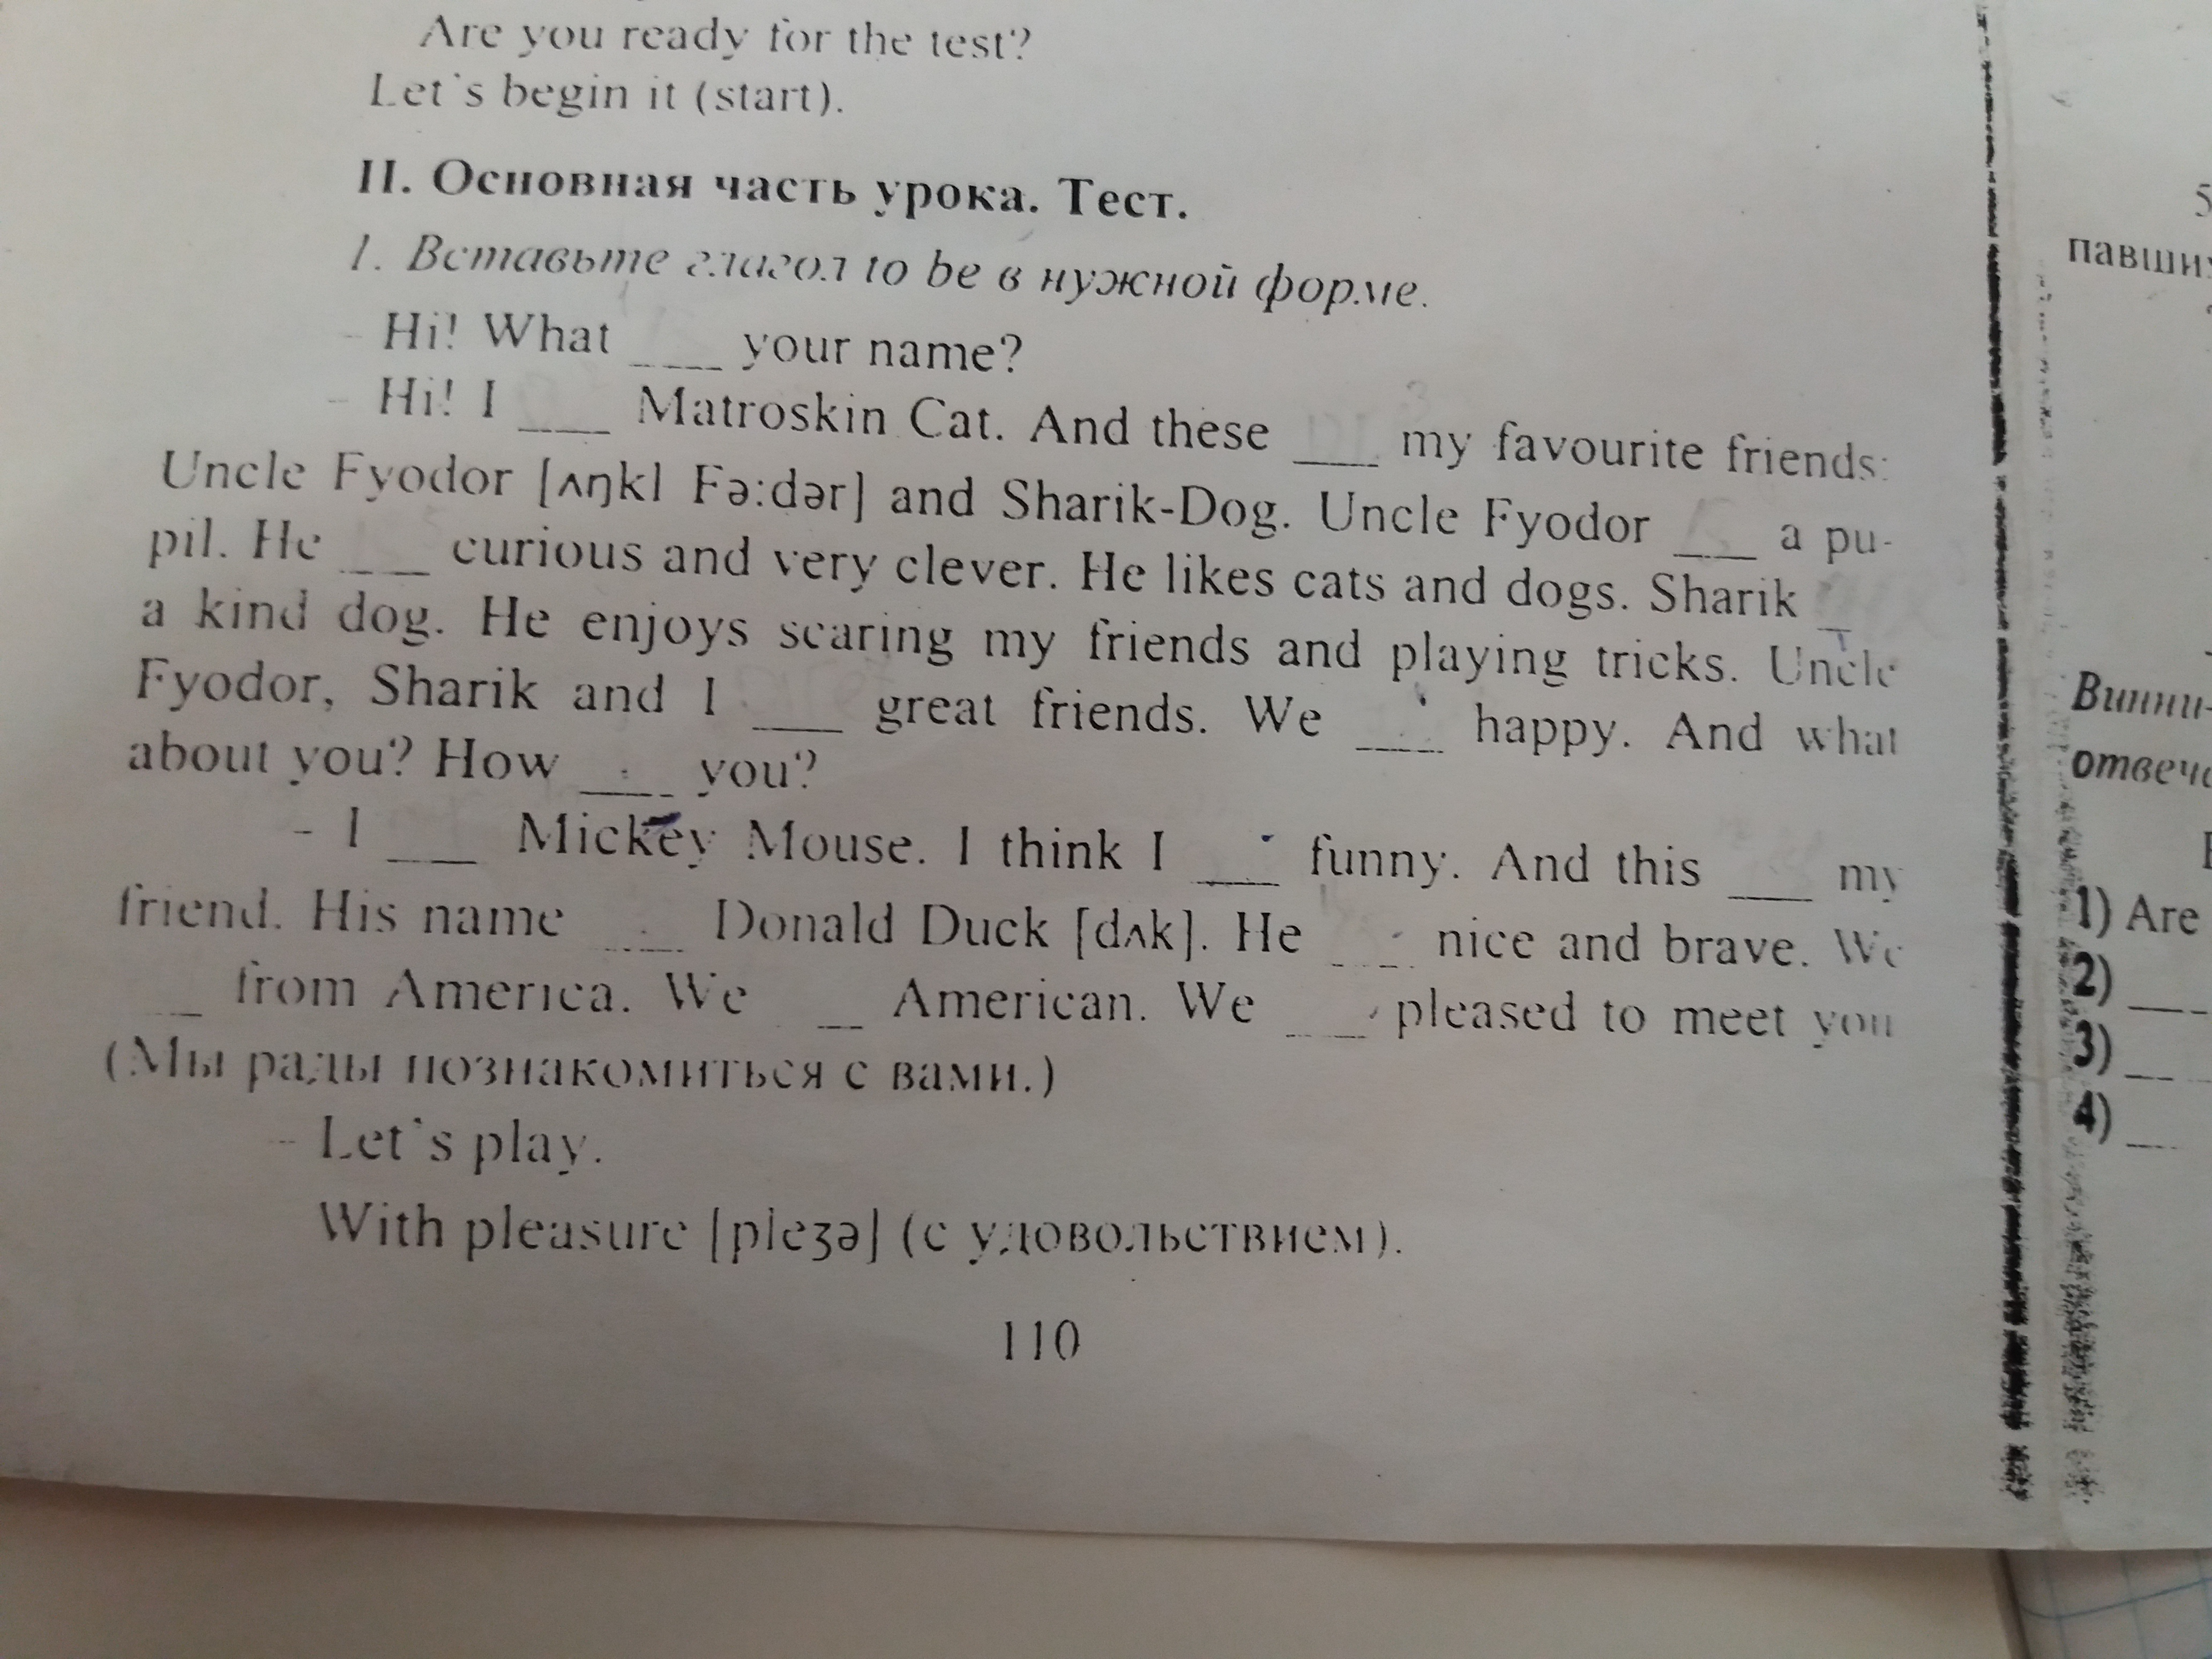 Are you ready for the test?
Let's begin it (start).
II. Основная часть урока. Тест.
1. Вставьте глагол to be в нужной форме.
- Hi! What ___ your name?
- Hi! I ___ Matroskin Cat. And these ___ my favourite friends:
Uncle Fyodor [ʌŋkl Fə:dər] and Sharik-Dog. Uncle Fyodor ___ a pu-
pil. He ___ curious and very clever. He likes cats and dogs. Sharik _
a kind dog. He enjoys scaring my friends and playing tricks. Uncle
Fyodor, Sharik and I ___ great friends. We ___ happy. And what
about you? How ___ you?
- I ___ Mickey Mouse. I think I ___ funny. And this ___ my
friend. His name ___ Donald Duck [dʌk]. He ___ nice and brave. We
__ from America. We __ American. We ___ pleased to meet you
(Мы рады познакомиться с вами.)
- Let's play.
With pleasure [pleʒə] (с удовольствием).
110
5
павших
Винни-
отвеча
1) Are
2) ___
3) ___
4) ___